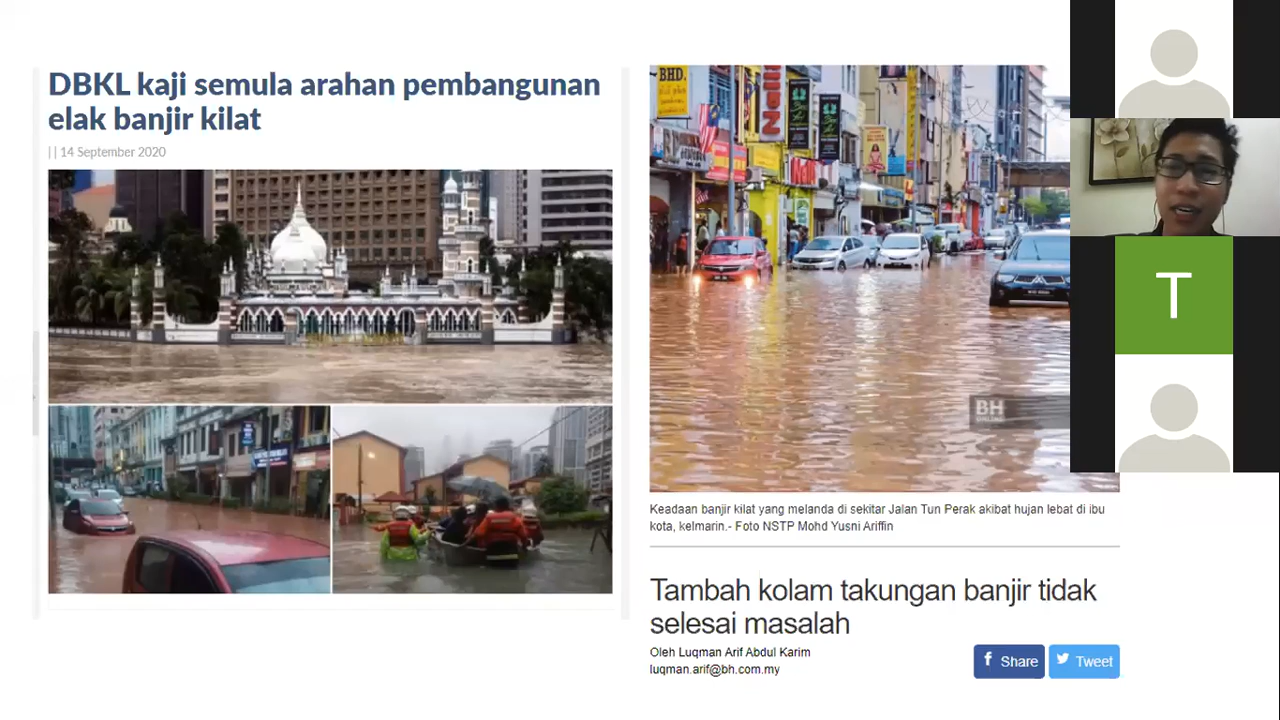 DBKL kaji semula arahan pembangunan
elak banjir kilat
|| 14 September 2020
BHD.
BH
T
Keadaan banjir kilat yang melanda di sekitar Jalan Tun Perak akibat hujan lebat di ibu
kota, kelmarin.- Foto NSTP Mohd Yusni Ariffin
Tambah kolam takungan banjir tidak
selesai masalah
Oleh Luqman Arif Abdul Karim
luqman.arif@bh.com.my
Share
Tweet